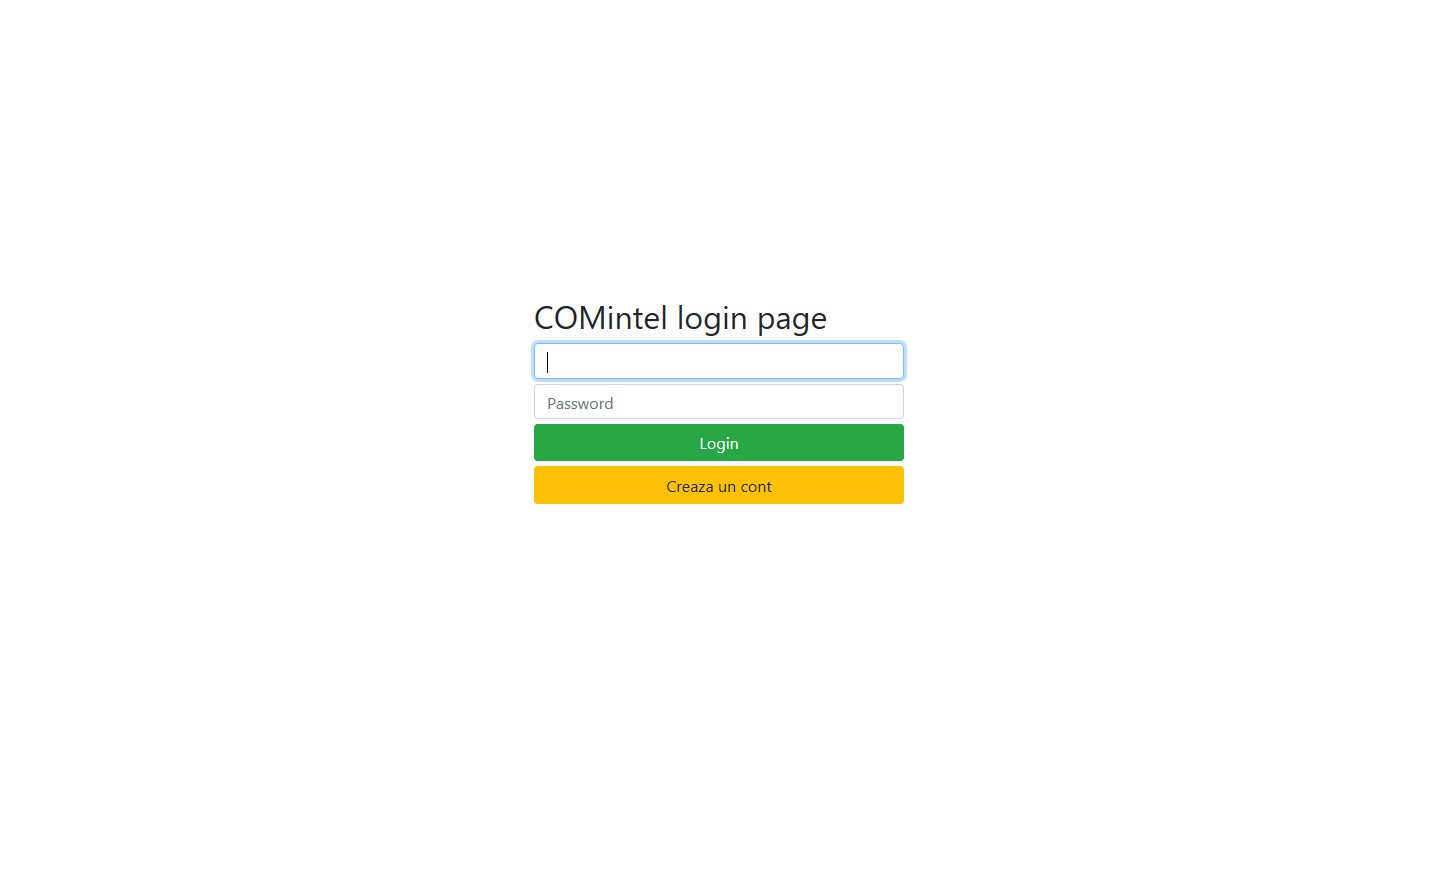 COMintel login page
Password
Login
Creaza un cont